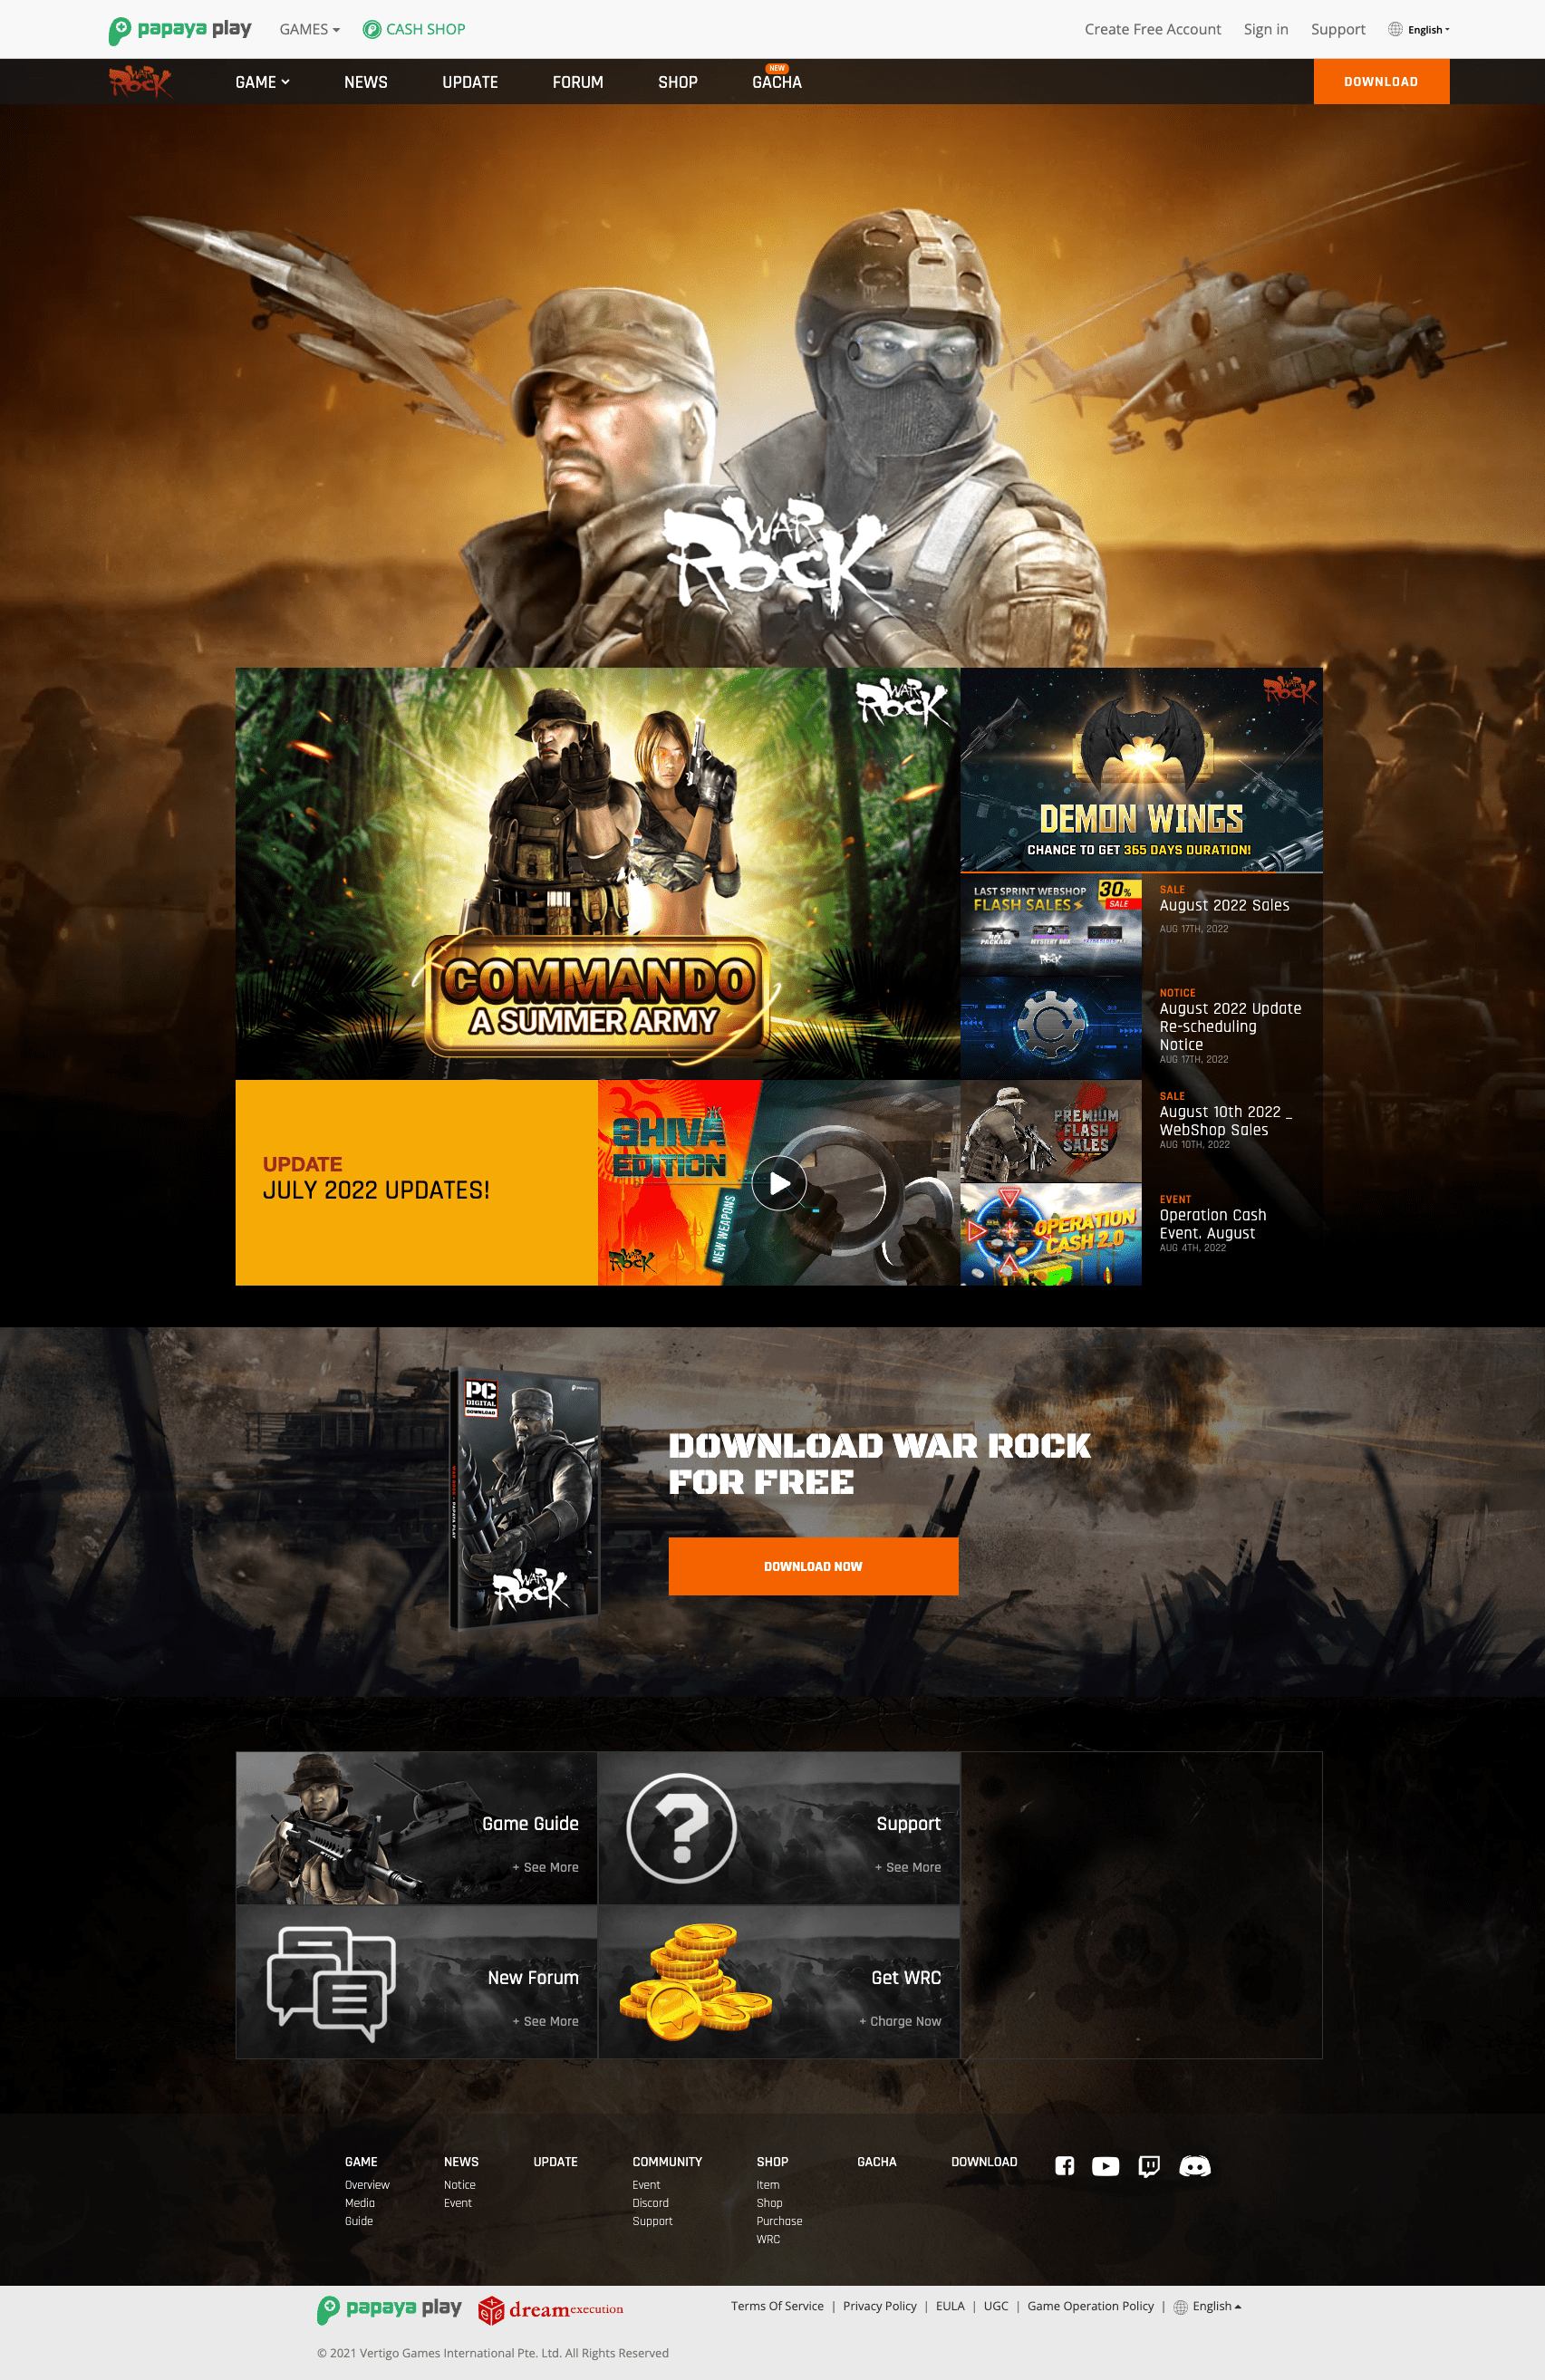 papaya play
GAMES
CASH SHOP
Create Free Account
Sign in
Support
English
WAR ROCK
GAME
NEWS
UPDATE
FORUM
SHOP
NEW
GACHA
DOWNLOAD
WAR
ROCK
WAR
ROCK
COMMANDO
A SUMMER ARMY
WAR
ROCK
DEMON WINGS
CHANCE TO GET 365 DAYS DURATION!
LAST SPRINT WEBSHOP
FLASH SALES
30%
SALE
PACKAGE
MYSTERY BOX
ROCK
SALE
August 2022 Sales
AUG 17TH, 2022
NOTICE
August 2022 Update
Re-scheduling
Notice
AUG 17TH, 2022
UPDATE
JULY 2022 UPDATES!
SHIVA
EDITION
NEW WEAPONS
WAR
ROCK
PREMIUM
FLASH
SALES
SALE
August 10th 2022 _
WebShop Sales
AUG 10TH, 2022
OPERATION
CASH 2.0
EVENT
Operation Cash
Event. August
AUG 4TH, 2022
PC
DIGITAL
DOWNLOAD
papayaplay
WAR ROCK - PAPAYA PLAY
WAR
ROCK
DOWNLOAD WAR ROCK
FOR FREE
DOWNLOAD NOW
Game Guide
+ See More
Support
+ See More
New Forum
+ See More
Get WRC
+ Charge Now
GAME
Overview
Media
Guide
NEWS
Notice
Event
UPDATE
COMMUNITY
Event
Discord
Support
SHOP
Item
Shop
Purchase
WRC
GACHA
DOWNLOAD
papaya play
dreamexecution
Terms Of Service | Privacy Policy | EULA | UGC | Game Operation Policy | English
© 2021 Vertigo Games International Pte. Ltd. All Rights Reserved